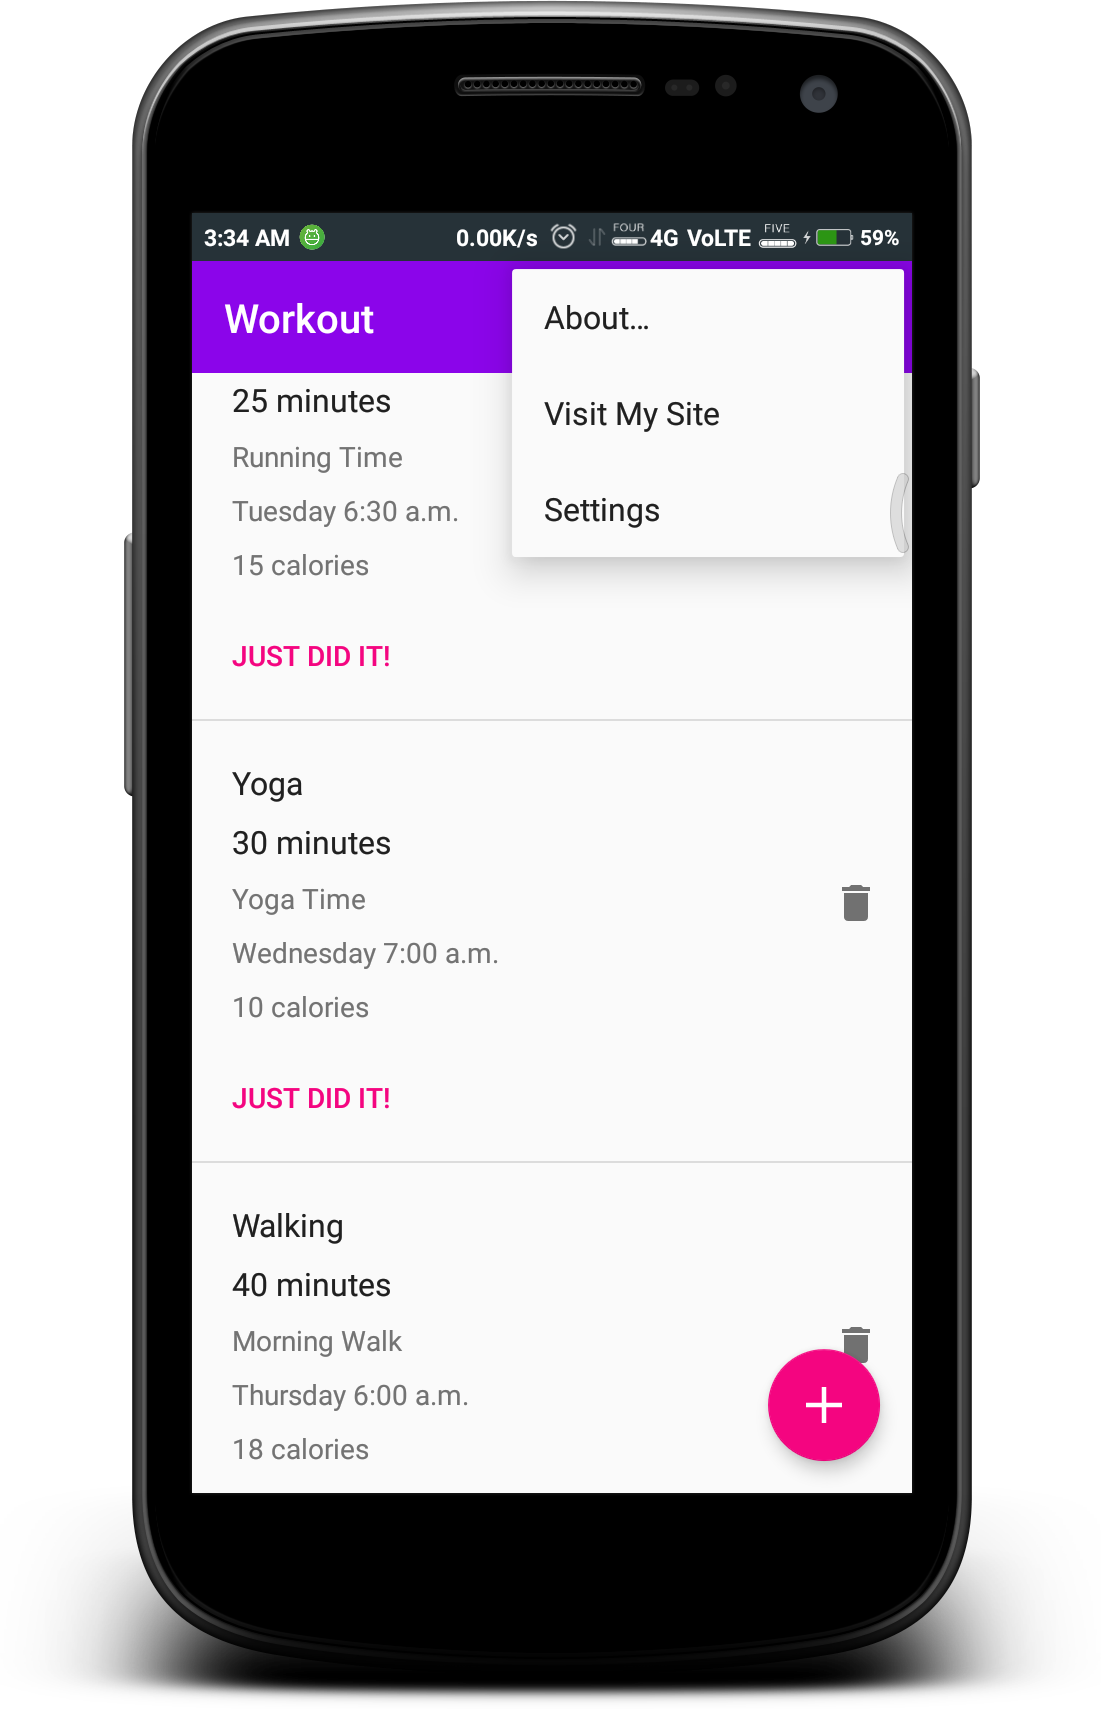 3:34 AM 0.00K/s FOUR 4G VoLTE FIVE 59%
Workout
About...
Visit My Site
Settings
25 minutes
Running Time
Tuesday 6:30 a.m.
15 calories
JUST DID IT!
Yoga
30 minutes
Yoga Time
Wednesday 7:00 a.m.
10 calories
JUST DID IT!
Walking
40 minutes
Morning Walk
Thursday 6:00 a.m.
18 calories